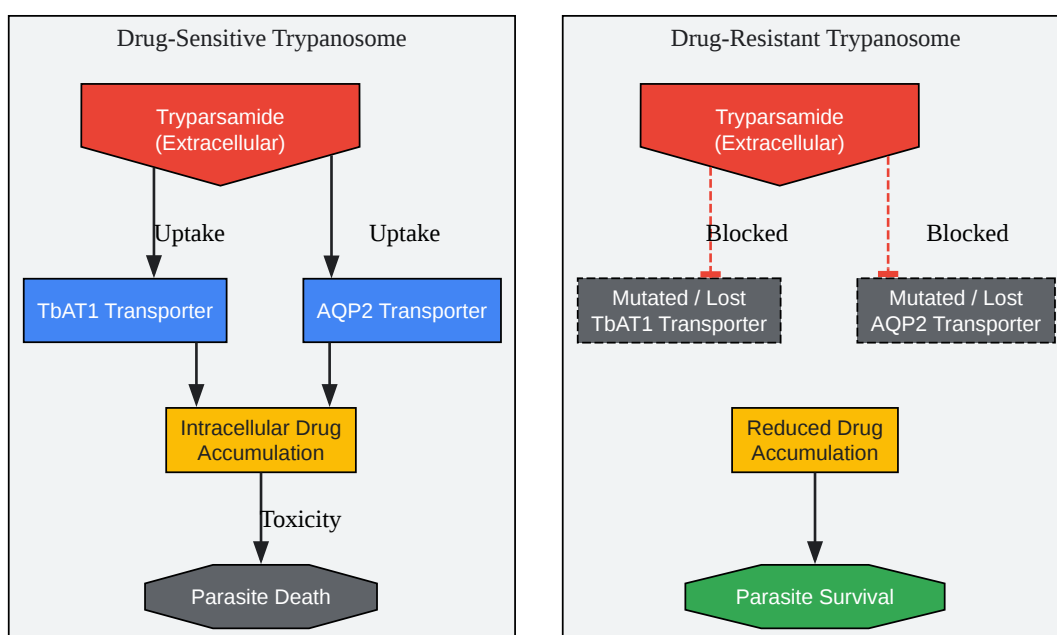 Drug-Sensitive Trypanosome
Tryparsamide
(Extracellular)
Uptake
Uptake
TbAT1 Transporter
AQP2 Transporter
Intracellular Drug
Accumulation
Toxicity
Parasite Death
Drug-Resistant Trypanosome
Tryparsamide
(Extracellular)
Blocked
Blocked
Mutated / Lost
TbAT1 Transporter
Mutated / Lost
AQP2 Transporter
Reduced Drug
Accumulation
Parasite Survival